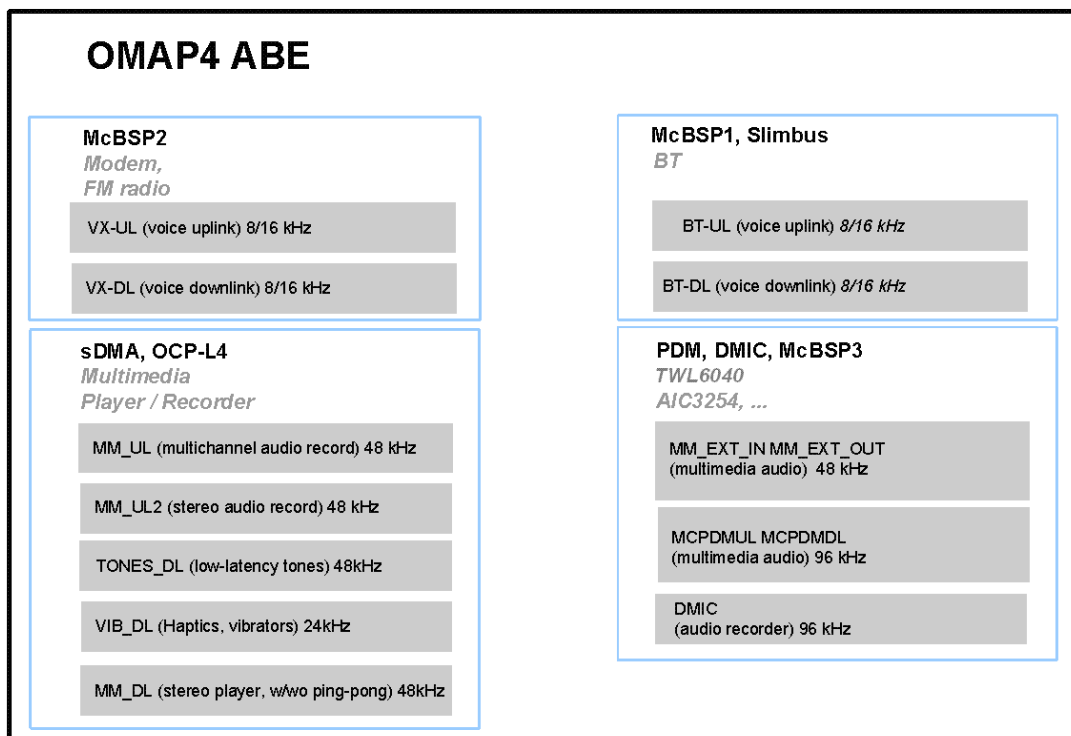 OMAP4 ABE
McBSP2
Modem,
FM radio
VX-UL (voice uplink) 8/16 kHz
VX-DL (voice downlink) 8/16 kHz
sDMA, OCP-L4
Multimedia
Player / Recorder
MM_UL (multichannel audio record) 48 kHz
MM_UL2 (stereo audio record) 48 kHz
TONES_DL (low-latency tones) 48kHz
VIB_DL (Haptics, vibrators) 24kHz
MM_DL (stereo player, w/wo ping-pong) 48kHz
McBSP1, Slimbus
BT
BT-UL (voice uplink) 8/16 kHz
BT-DL (voice downlink) 8/16 kHz
PDM, DMIC, McBSP3
TWL6040
AIC3254, ...
MM_EXT_IN MM_EXT_OUT
(multimedia audio) 48 kHz
MCPDMUL MCPDMDL
(multimedia audio) 96 kHz
DMIC
(audio recorder) 96 kHz